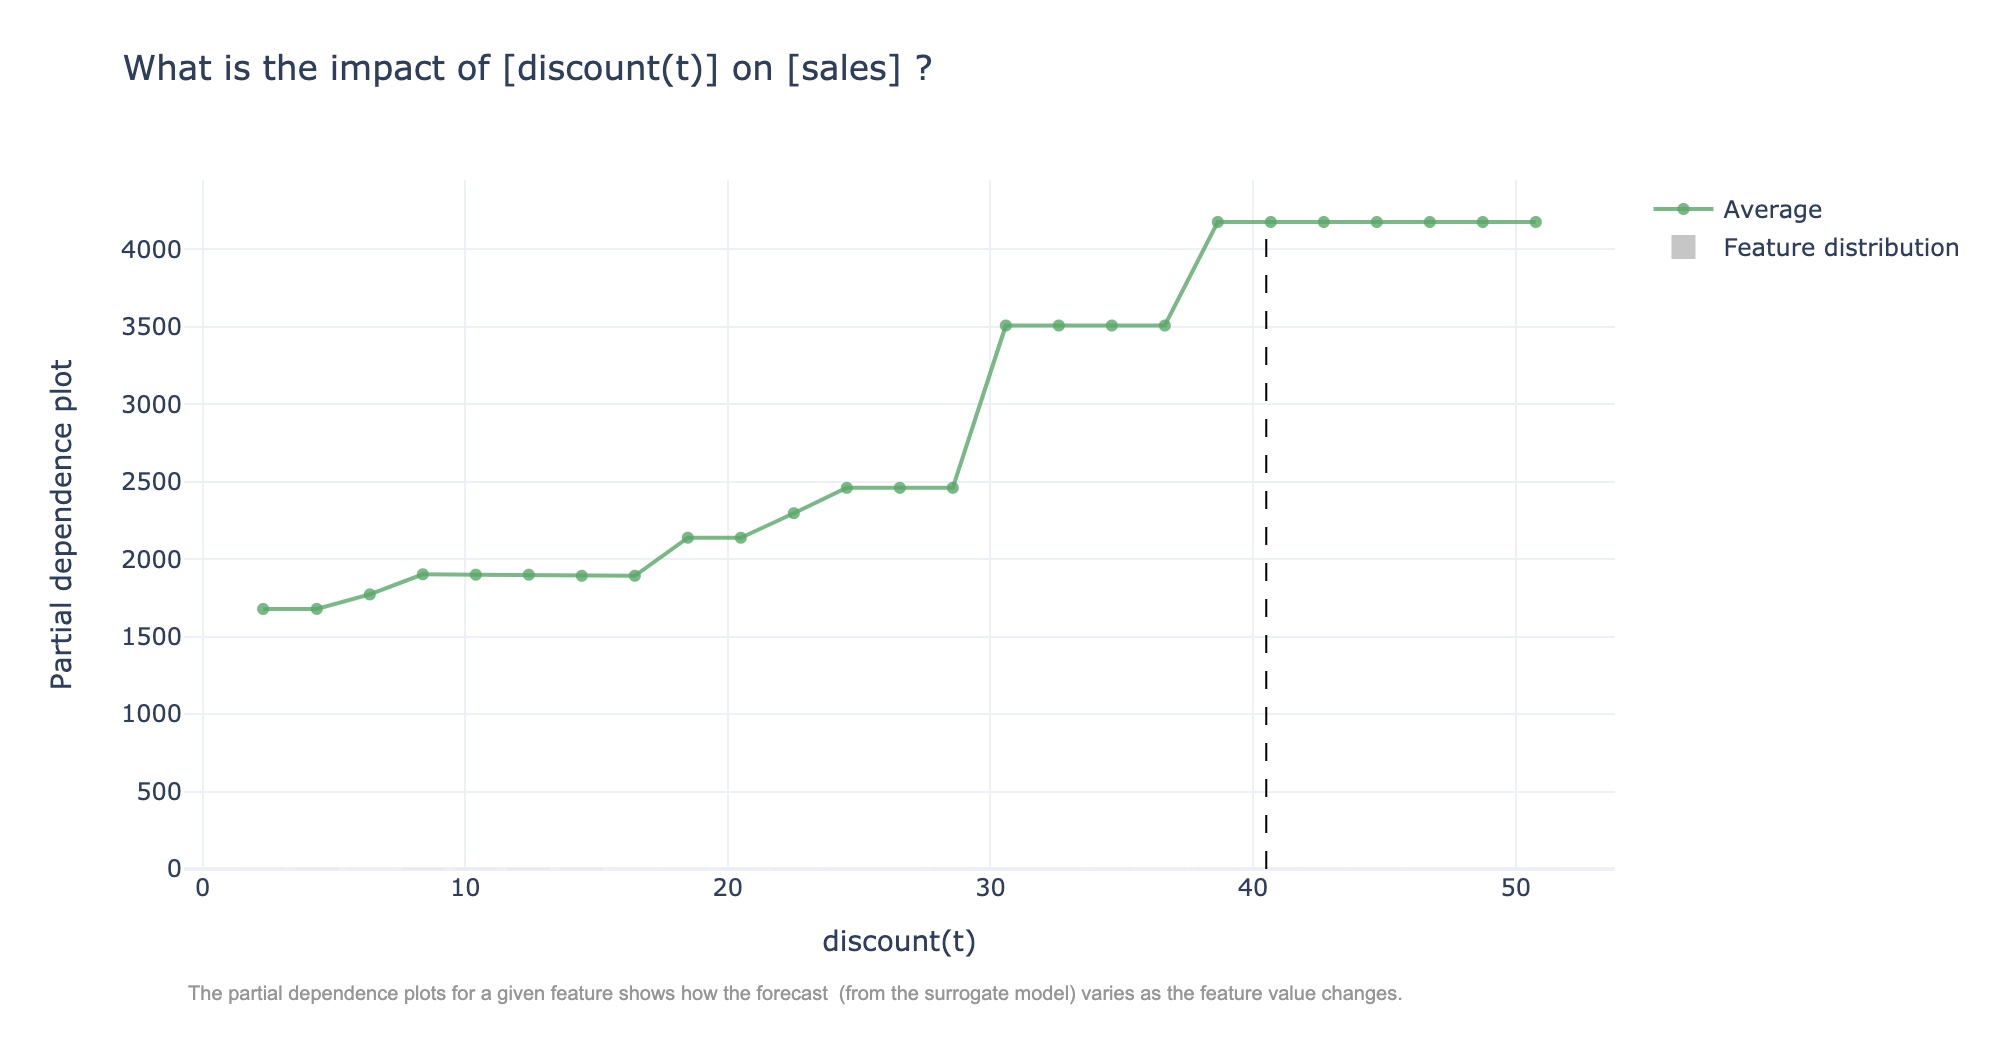 What is the impact of [discount(t)] on [sales] ?
Average
Feature distribution
Partial dependence plot
4000
3500
3000
2500
2000
1500
1000
500
0
0 10 20 30 40 50
discount(t)
The partial dependence plots for a given feature shows how the forecast  (from the surrogate model) varies as the feature value changes.